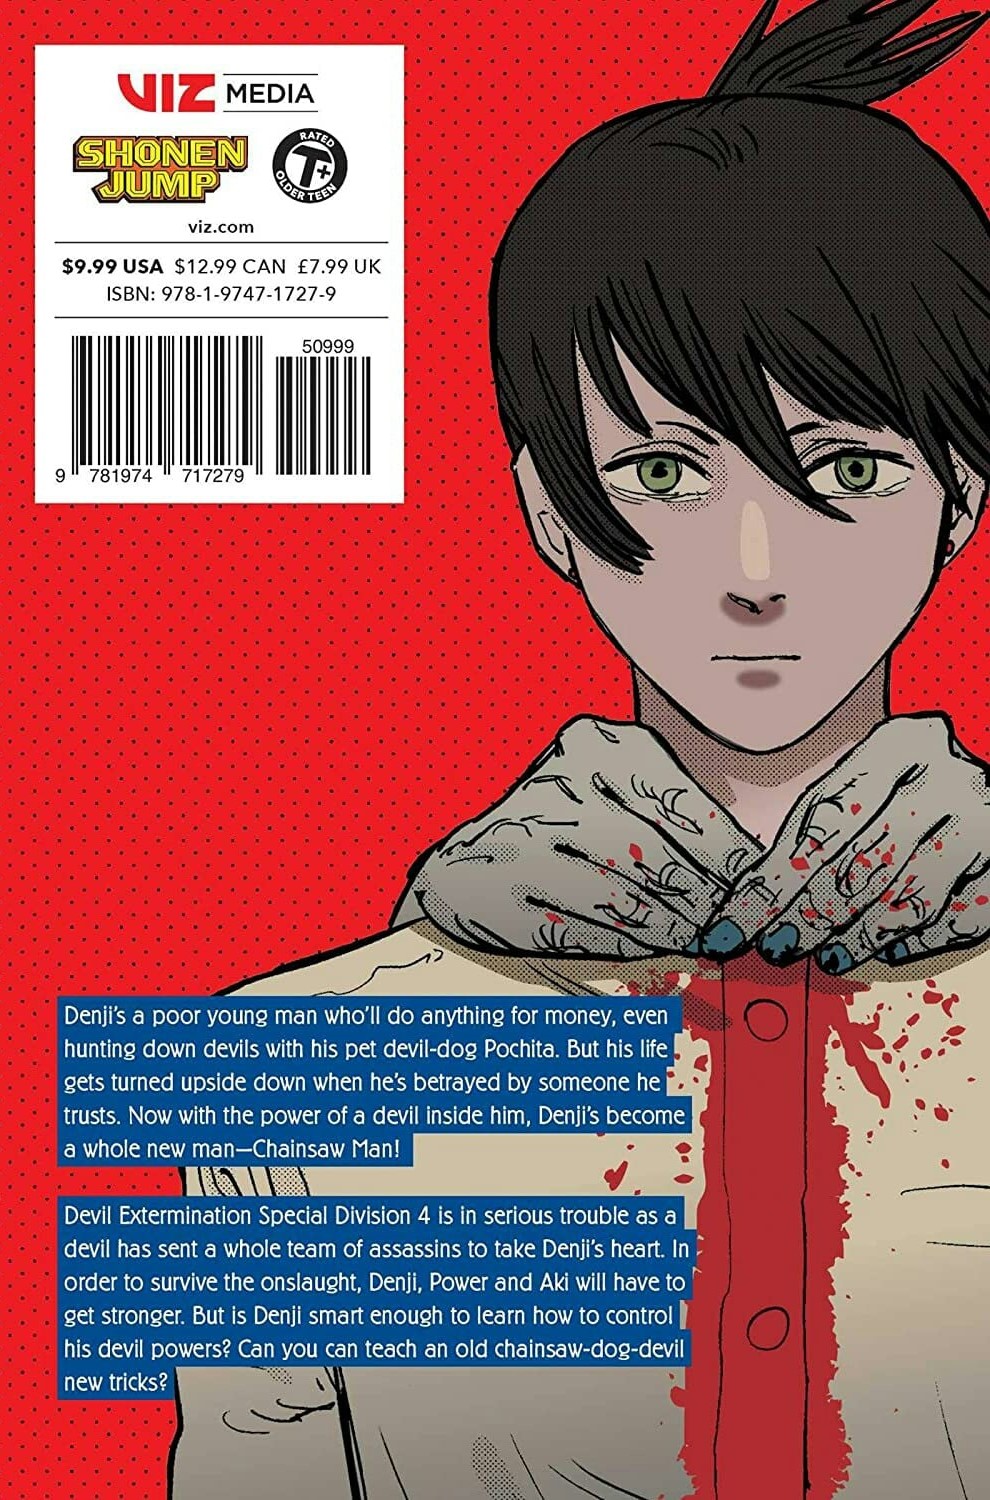 VIZ MEDIA
SHONEN
JUMP
RATED
T+
OLDER TEEN
viz.com
$9.99 USA $12.99 CAN £7.99 UK
ISBN: 978-1-9747-1727-9
50999
9 781974 717279
Denji's a poor young man who'll do anything for money, even
hunting down devils with his pet devil-dog Pochita. But his life
gets turned upside down when he's betrayed by someone he
trusts. Now with the power of a devil inside him, Denji's become
a whole new man—Chainsaw Man!
Devil Extermination Special Division 4 is in serious trouble as a
devil has sent a whole team of assassins to take Denji's heart. In
order to survive the onslaught, Denji, Power and Aki will have to
get stronger. But is Denji smart enough to learn how to control
his devil powers? Can you can teach an old chainsaw-dog-devil
new tricks?